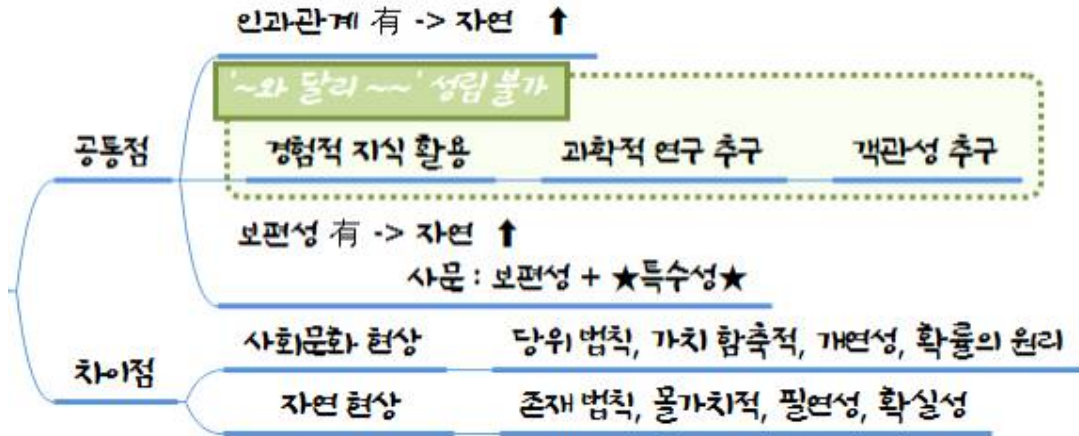 인과관계 有 -> 자연 ⬆
'~와 달리 ~~' 성립 불가
공통점
경험적 지식 활용 과학적 연구 추구 객관성 추구
보편성 有 -> 자연 ⬆
사문 : 보편성 + ★특수성★
차이점
사회문화 현상 당위 법칙, 가치 함축적, 개연성, 확률의 원리
자연 현상 존재 법칙, 몰가치적, 필연성, 확실성